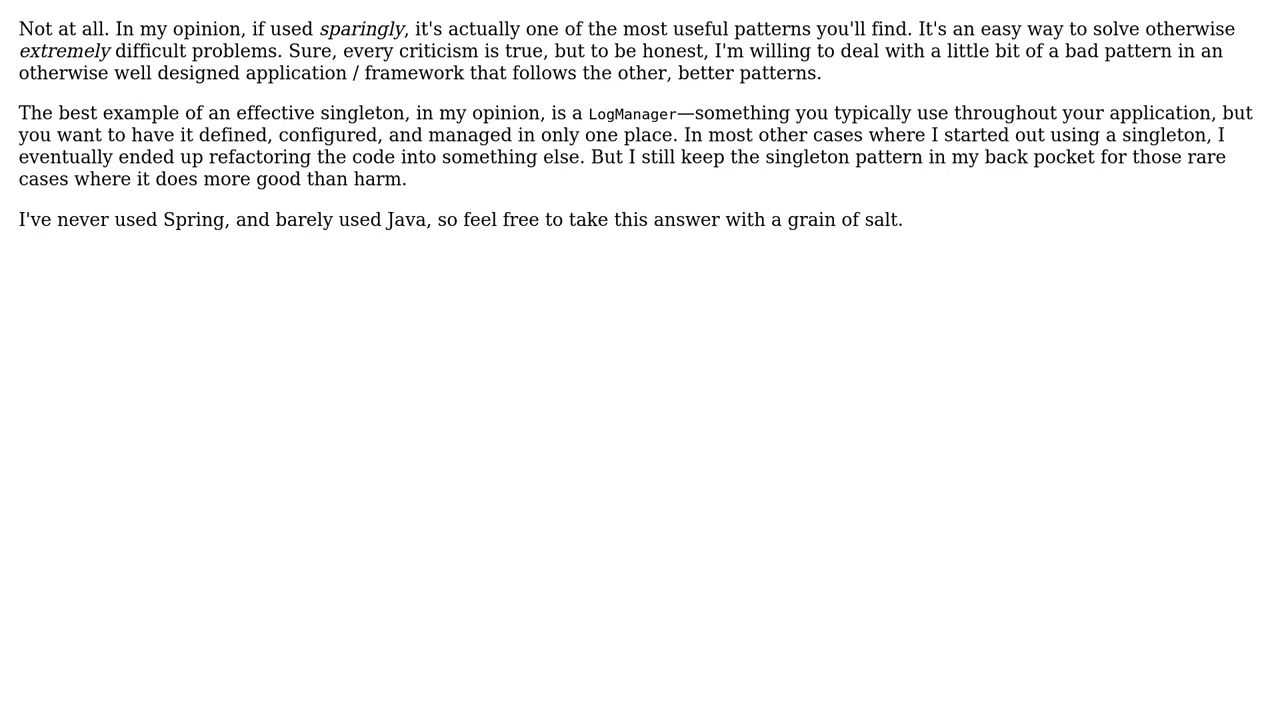 Not at all. In my opinion, if used sparingly, it's actually one of the most useful patterns you'll find. It's an easy way to solve otherwise
extremely difficult problems. Sure, every criticism is true, but to be honest, I'm willing to deal with a little bit of a bad pattern in an
otherwise well designed application / framework that follows the other, better patterns.
The best example of an effective singleton, in my opinion, is a LogManager—something you typically use throughout your application, but
you want to have it defined, configured, and managed in only one place. In most other cases where I started out using a singleton, I
eventually ended up refactoring the code into something else. But I still keep the singleton pattern in my back pocket for those rare
cases where it does more good than harm.
I've never used Spring, and barely used Java, so feel free to take this answer with a grain of salt.